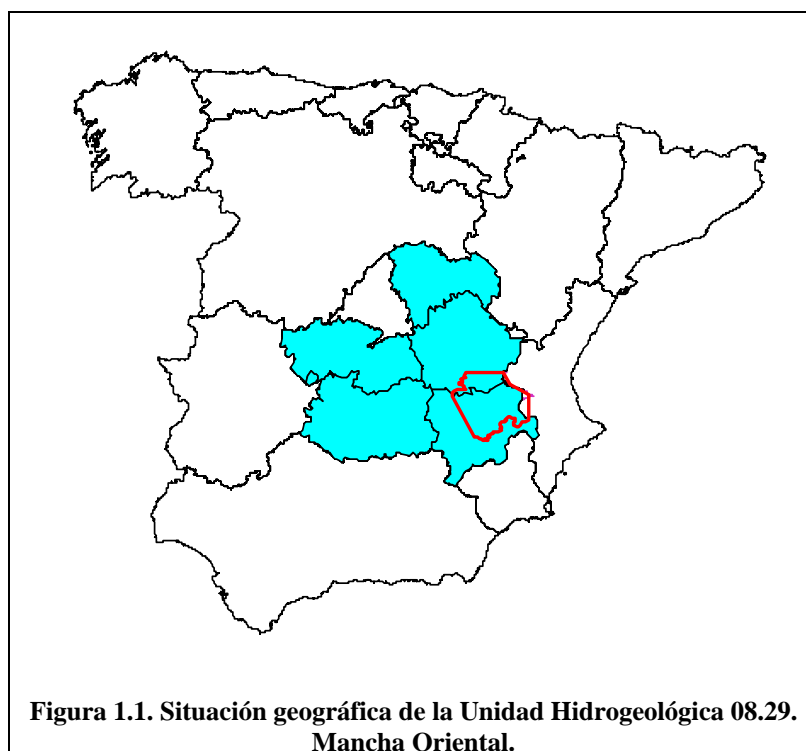 Figura 1.1. Situación geográfica de la Unidad Hidrogeológica 08.29.
Mancha Oriental.